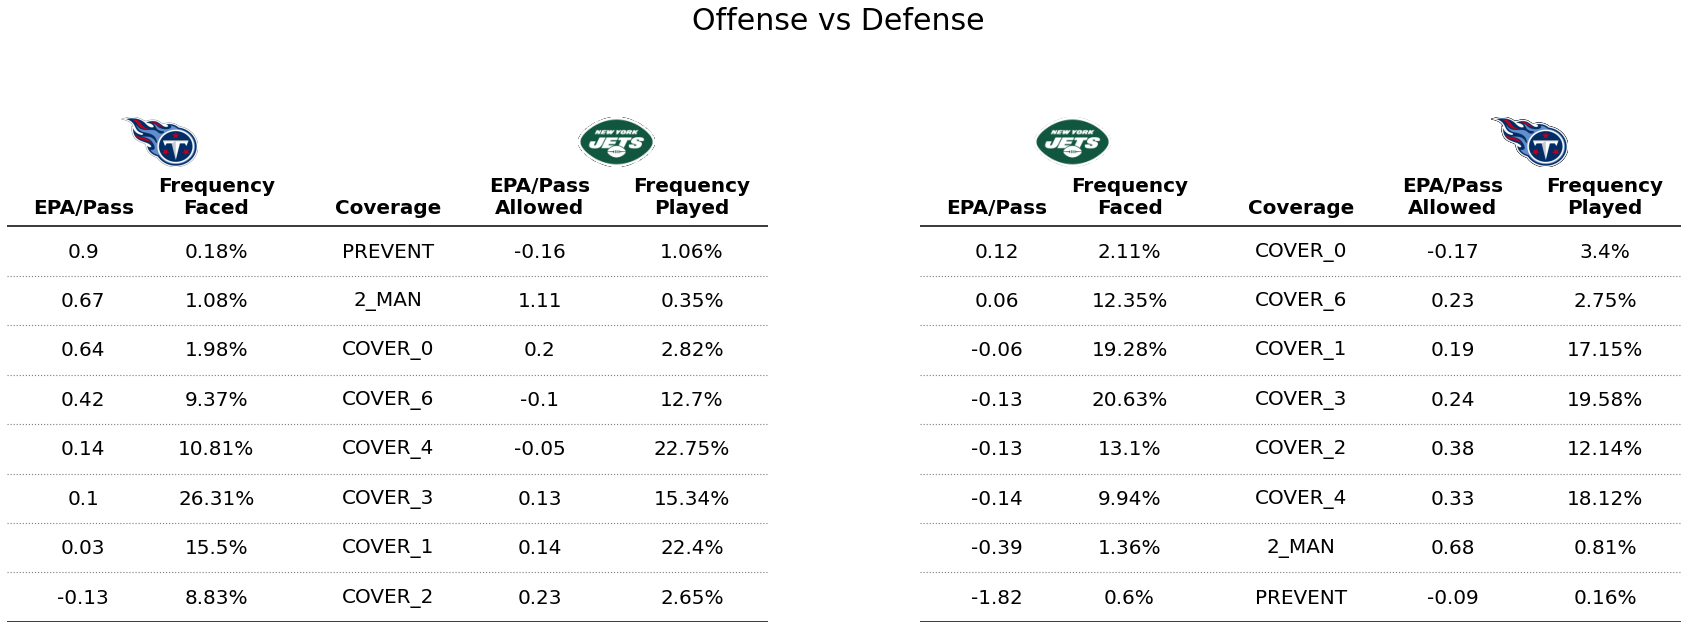 Offense vs Defense
NEW YORK
JETS
NEW YORK
JETS
T
T
EPA/Pass Frequency Faced Coverage EPA/Pass Allowed Frequency Played
0.9 0.18% PREVENT -0.16 1.06%
0.67 1.08% 2_MAN 1.11 0.35%
0.64 1.98% COVER_0 0.2 2.82%
0.42 9.37% COVER_6 -0.1 12.7%
0.14 10.81% COVER_4 -0.05 22.75%
0.1 26.31% COVER_3 0.13 15.34%
0.03 15.5% COVER_1 0.14 22.4%
-0.13 8.83% COVER_2 0.23 2.65%
EPA/Pass Frequency Faced Coverage EPA/Pass Allowed Frequency Played
0.12 2.11% COVER_0 -0.17 3.4%
0.06 12.35% COVER_6 0.23 2.75%
-0.06 19.28% COVER_1 0.19 17.15%
-0.13 20.63% COVER_3 0.24 19.58%
-0.13 13.1% COVER_2 0.38 12.14%
-0.14 9.94% COVER_4 0.33 18.12%
-0.39 1.36% 2_MAN 0.68 0.81%
-1.82 0.6% PREVENT -0.09 0.16%